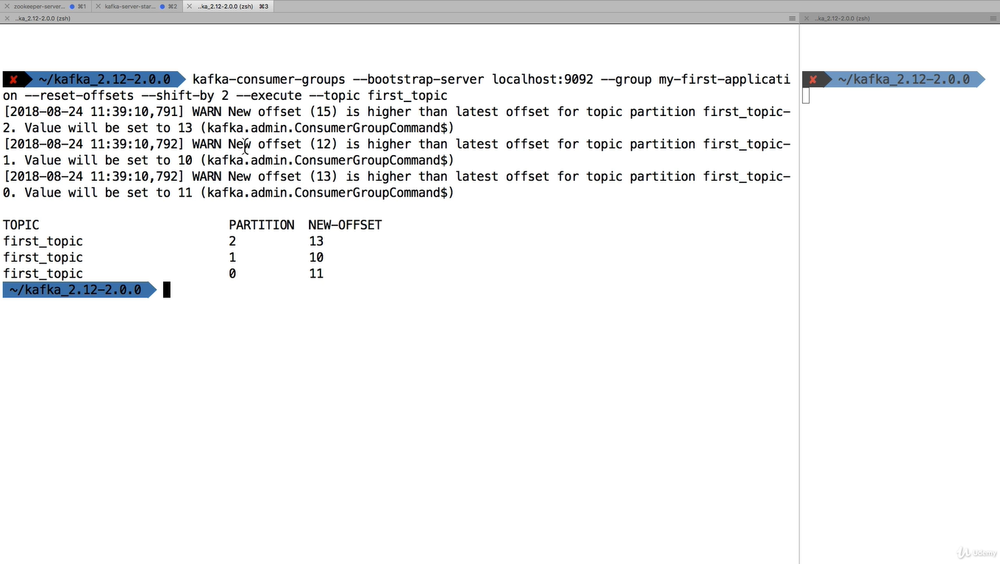 zookeeper-server... ⌘1 kafka-server-star... ⌘2 ..ka_2.12-2.0.0 (zsh) ⌘3
..ka_2.12-2.0.0 (zsh)
..ka_2.12-2.0.0 (zsh)
✘ ~/kafka_2.12-2.0.0 kafka-consumer-groups --bootstrap-server localhost:9092 --group my-first-applicati
on --reset-offsets --shift-by 2 --execute --topic first_topic
[2018-08-24 11:39:10,791] WARN New offset (15) is higher than latest offset for topic partition first_topic-
2. Value will be set to 13 (kafka.admin.ConsumerGroupCommand$)
[2018-08-24 11:39:10,792] WARN New offset (12) is higher than latest offset for topic partition first_topic-
1. Value will be set to 10 (kafka.admin.ConsumerGroupCommand$)
[2018-08-24 11:39:10,792] WARN New offset (13) is higher than latest offset for topic partition first_topic-
0. Value will be set to 11 (kafka.admin.ConsumerGroupCommand$)
TOPIC PARTITION NEW-OFFSET
first_topic 2 13
first_topic 1 10
first_topic 0 11
~/kafka_2.12-2.0.0
✘ ~/kafka_2.12-2.0.0
Udemy